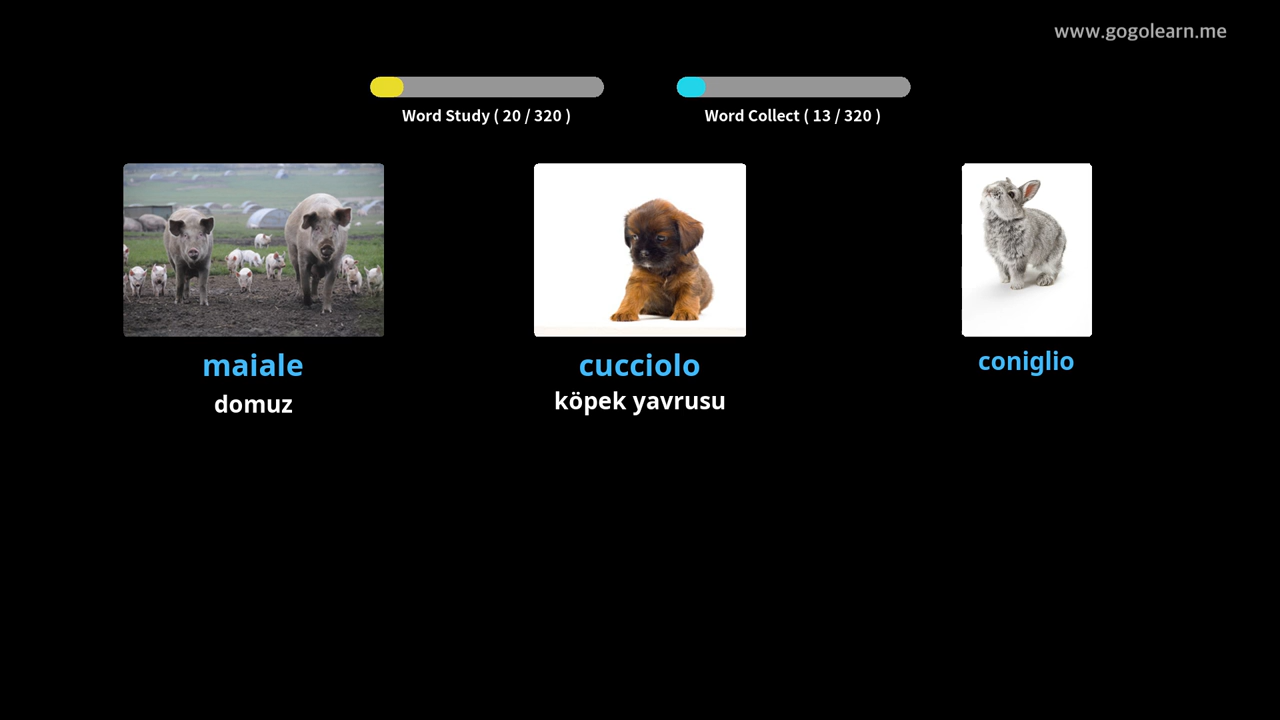 www.gogolearn.me
Word Study ( 20 / 320 )
Word Collect ( 13 / 320 )
maiale
domuz
cucciolo
köpek yavrusu
coniglio